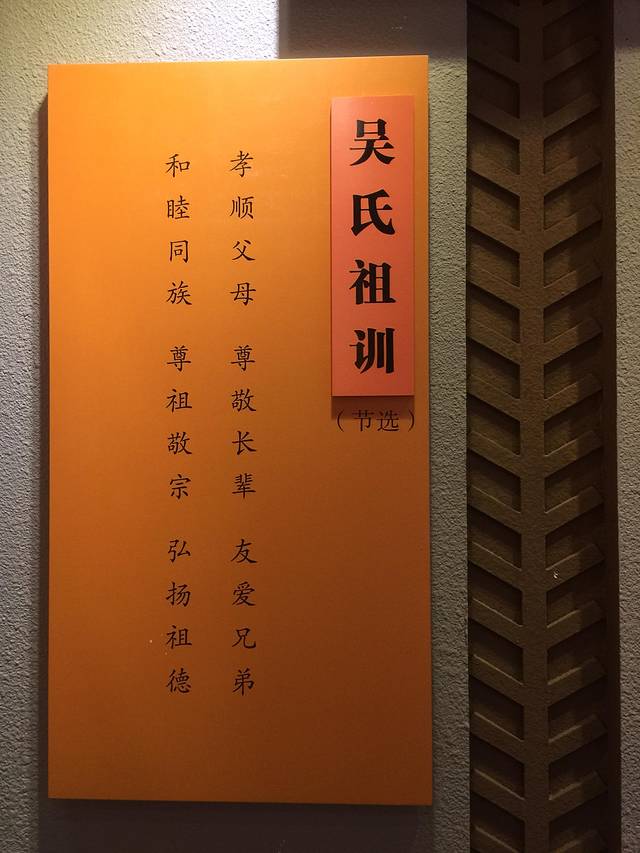 吴氏祖训
（节选）
孝顺父母 尊敬长辈 友爱兄弟
和睦同族 尊祖敬宗 弘扬祖德